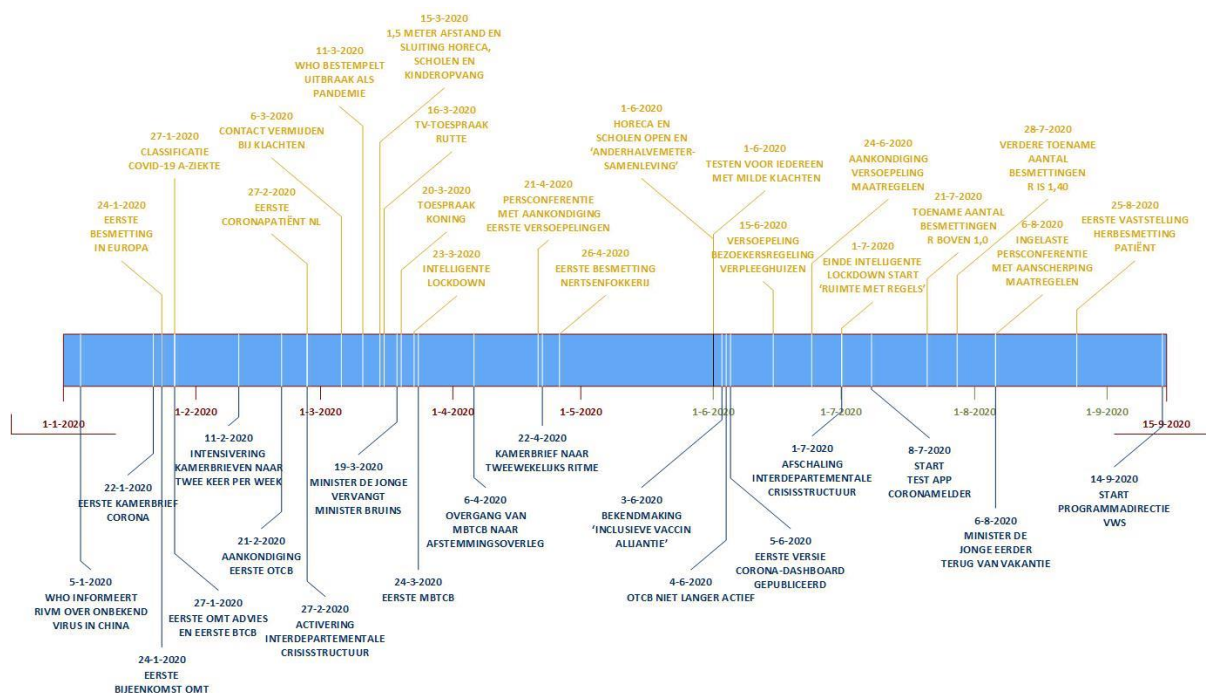 24-1-2020
EERSTE
BESMETTING
IN EUROPA
27-1-2020
CLASSIFICATIE
COVID-19 A-ZIEKTE
27-2-2020
EERSTE
CORONAPATIËNT NL
6-3-2020
CONTACT VERMIJDEN
BIJ KLACHTEN
11-3-2020
WHO BESTEMPELT
UITBRAAK ALS
PANDEMIE
15-3-2020
1,5 METER AFSTAND EN
SLUITING HORECA,
SCHOLEN EN
KINDEROPVANG
16-3-2020
TV-TOESPRAAK
RUTTE
20-3-2020
TOESPRAAK
KONING
23-3-2020
INTELLIGENTE
LOCKDOWN
21-4-2020
PERSCONFERENTIE
MET AANKONDIGING
EERSTE VERSOEPELINGEN
26-4-2020
EERSTE BESMETTING
NERTSENFOKKERIJ
1-6-2020
HORECA EN
SCHOLEN OPEN EN
‘ANDERHALVEMETER-
SAMENLEVING’
1-6-2020
TESTEN VOOR IEDEREEN
MET MILDE KLACHTEN
15-6-2020
VERSOEPELING
BEZOEKERSREGELING
VERPLEEGHUIZEN
24-6-2020
AANKONDIGING
VERSOEPELING
MAATREGELEN
1-7-2020
EINDE INTELLIGENTE
LOCKDOWN START
‘RUIMTE MET REGELS’
21-7-2020
TOENAME AANTAL
BESMETTINGEN
R BOVEN 1,0
28-7-2020
VERDERE TOENAME
AANTAL
BESMETTINGEN
R IS 1,40
6-8-2020
INGELASTE
PERSCONFERENTIE
MET AANSCHERPING
MAATREGELEN
25-8-2020
EERSTE VASTSTELLING
HERBESMETTING
PATIËNT
1-1-2020
1-2-2020
1-3-2020
1-4-2020
1-5-2020
1-6-2020
1-7-2020
1-8-2020
1-9-2020
15-9-2020
5-1-2020
WHO INFORMEERT
RIVM OVER ONBEKEND
VIRUS IN CHINA
22-1-2020
EERSTE KAMERBRIEF
CORONA
24-1-2020
EERSTE
BIJEENKOMST OMT
27-1-2020
EERSTE OMT ADVIES
EN EERSTE BTCB
11-2-2020
INTENSIVERING
KAMERBRIEVEN NAAR
TWEE KEER PER WEEK
21-2-2020
AANKONDIGING
EERSTE OTCB
27-2-2020
ACTIVERING
INTERDEPARTEMENTALE
CRISISSTRUCTUUR
19-3-2020
MINISTER DE JONGE
VERVANGT
MINISTER BRUINS
24-3-2020
EERSTE MBTCB
6-4-2020
OVERGANG VAN
MBTCB NAAR
AFSTEMMINGSOVERLEG
22-4-2020
KAMERBRIEF NAAR
TWEEWEKELIJKS RITME
3-6-2020
BEKENDMAKING
‘INCLUSIEVE VACCIN
ALLIANTIE’
4-6-2020
OTCB NIET LANGER ACTIEF
5-6-2020
EERSTE VERSIE
CORONA-DASHBOARD
GEPUBLICEERD
1-7-2020
AFSCHALING
INTERDEPARTEMENTALE
CRISISSTRUCTUUR
8-7-2020
START
TEST APP
CORONAMELDER
6-8-2020
MINISTER DE
JONGE EERDER
TERUG VAN VAKANTIE
14-9-2020
START
PROGRAMMADIRECTIE
VWS